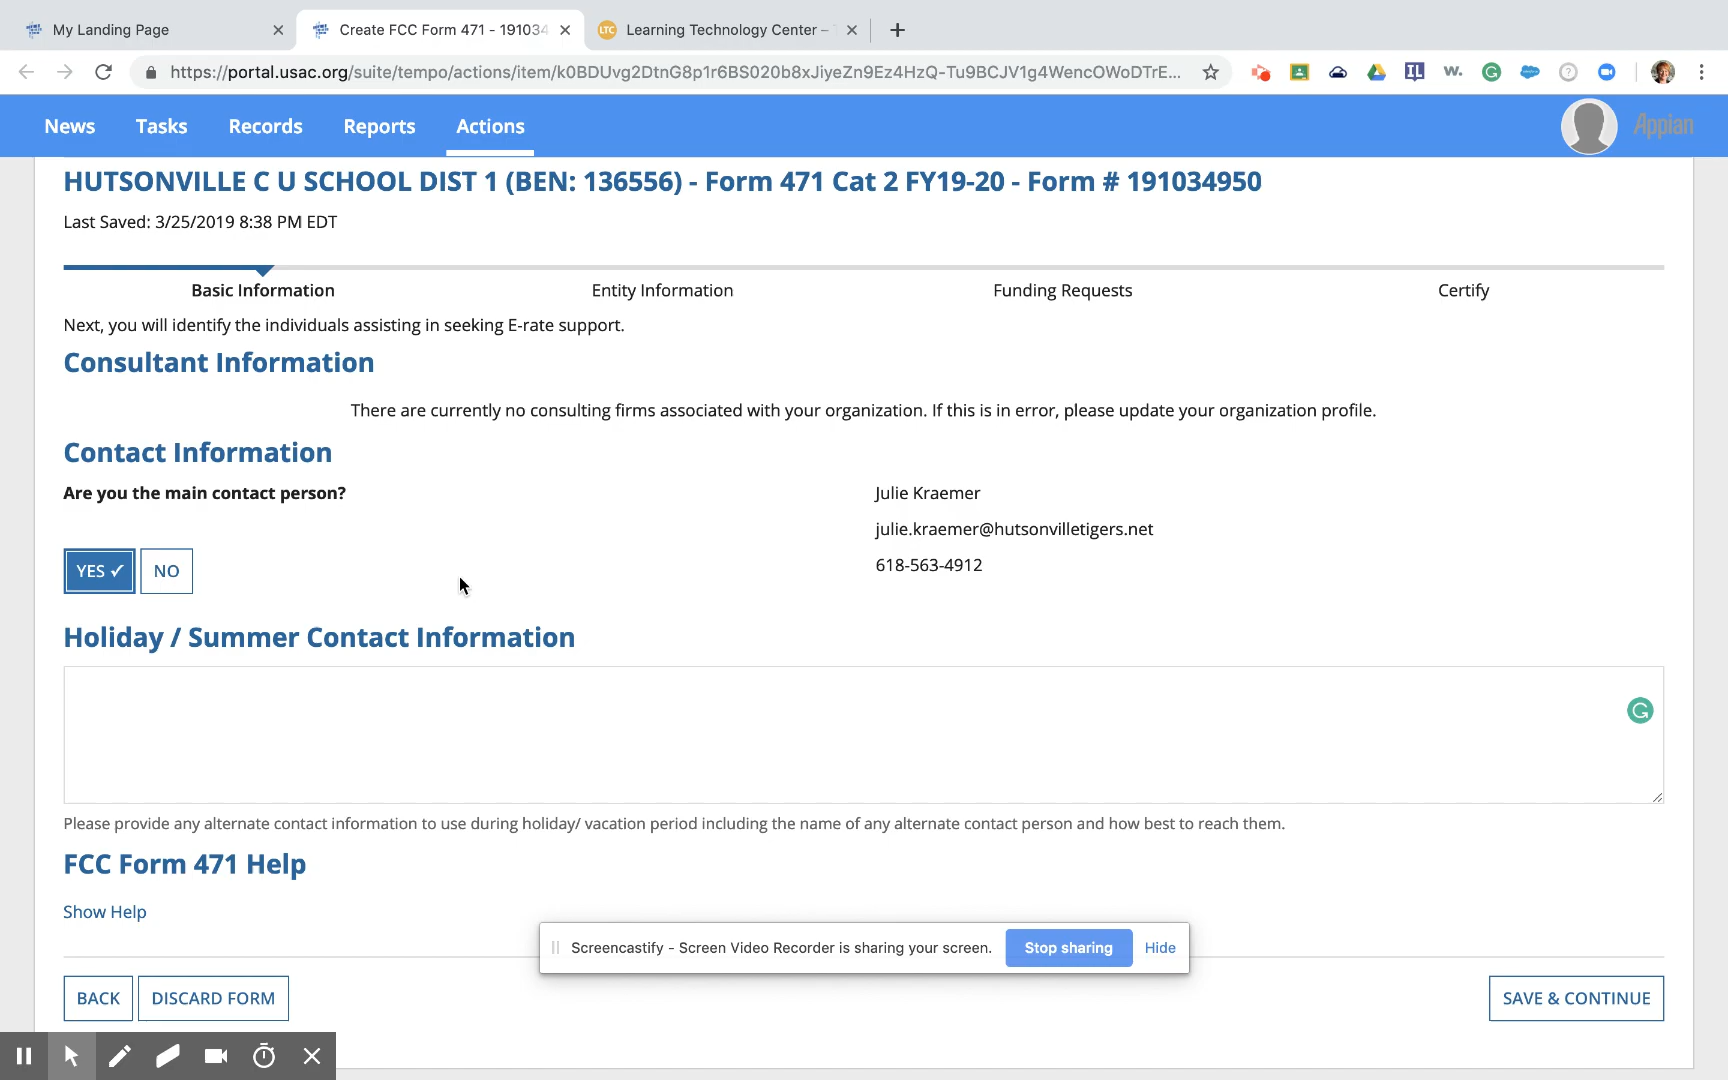 My Landing Page
Create FCC Form 471 - 19103
Learning Technology Center –
https://portal.usac.org/suite/tempo/actions/item/k0BDUvg2DtnG8p1r6BS020b8xJiyeZn9Ez4HzQ-Tu9BCJV1g4WencOWoDTrE...
News Tasks Records Reports Actions
Appian
HUTSONVILLE C U SCHOOL DIST 1 (BEN: 136556) - Form 471 Cat 2 FY19-20 - Form # 191034950
Last Saved: 3/25/2019 8:38 PM EDT
Basic Information Entity Information Funding Requests Certify
Next, you will identify the individuals assisting in seeking E-rate support.
Consultant Information
There are currently no consulting firms associated with your organization. If this is in error, please update your organization profile.
Contact Information
Are you the main contact person?
Julie Kraemer
julie.kraemer@hutsonvilletigers.net
618-563-4912
YES ✓ NO
Holiday / Summer Contact Information
Please provide any alternate contact information to use during holiday/ vacation period including the name of any alternate contact person and how best to reach them.
FCC Form 471 Help
Show Help
Screencastify - Screen Video Recorder is sharing your screen. Stop sharing Hide
BACK DISCARD FORM SAVE & CONTINUE